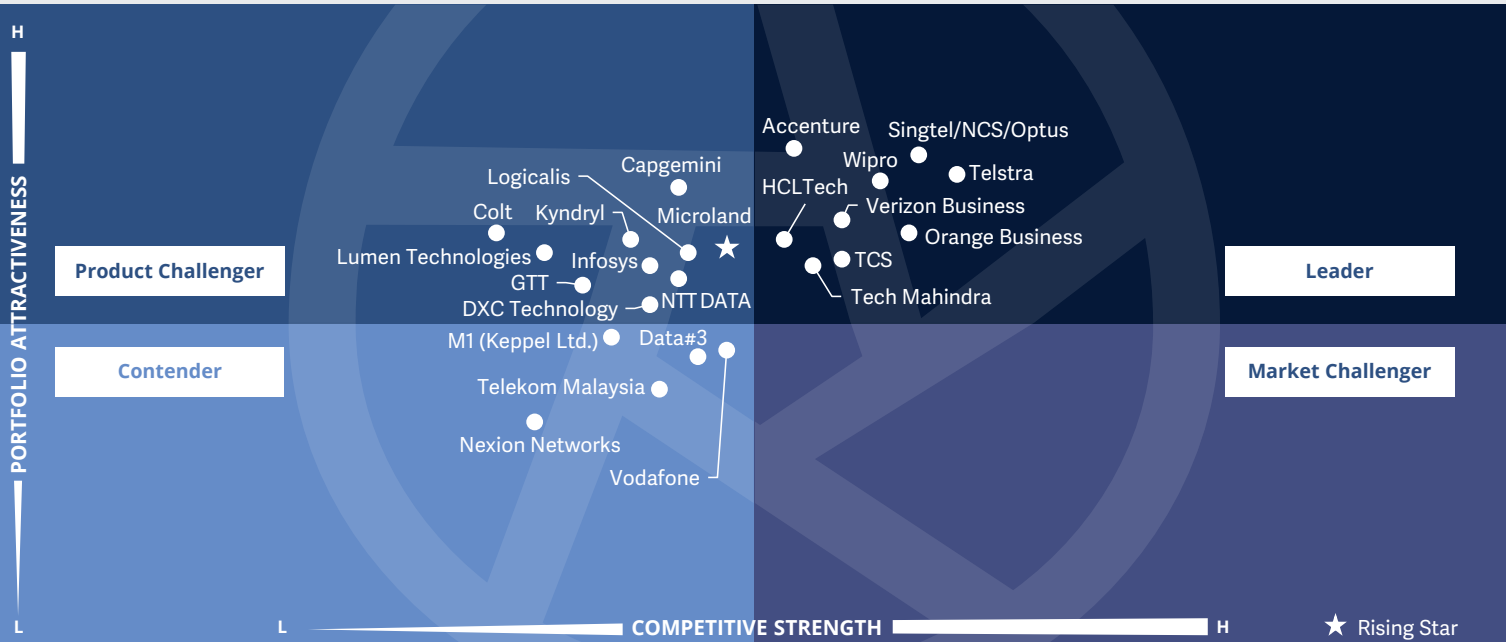 H
PORTFOLIO ATTRACTIVENESS
L
Product Challenger
Leader
Contender
Market Challenger
Accenture
Singtel/NCS/Optus
Wipro
Telstra
HCLTech
Verizon Business
Orange Business
TCS
Tech Mahindra
Capgemini
Logicalis
Microland
Colt
Kyndryl
Lumen Technologies
Infosys
GTT
NTT DATA
DXC Technology
M1 (Keppel Ltd.)
Data#3
Telekom Malaysia
Nexion Networks
Vodafone
L
COMPETITIVE STRENGTH
H
Rising Star